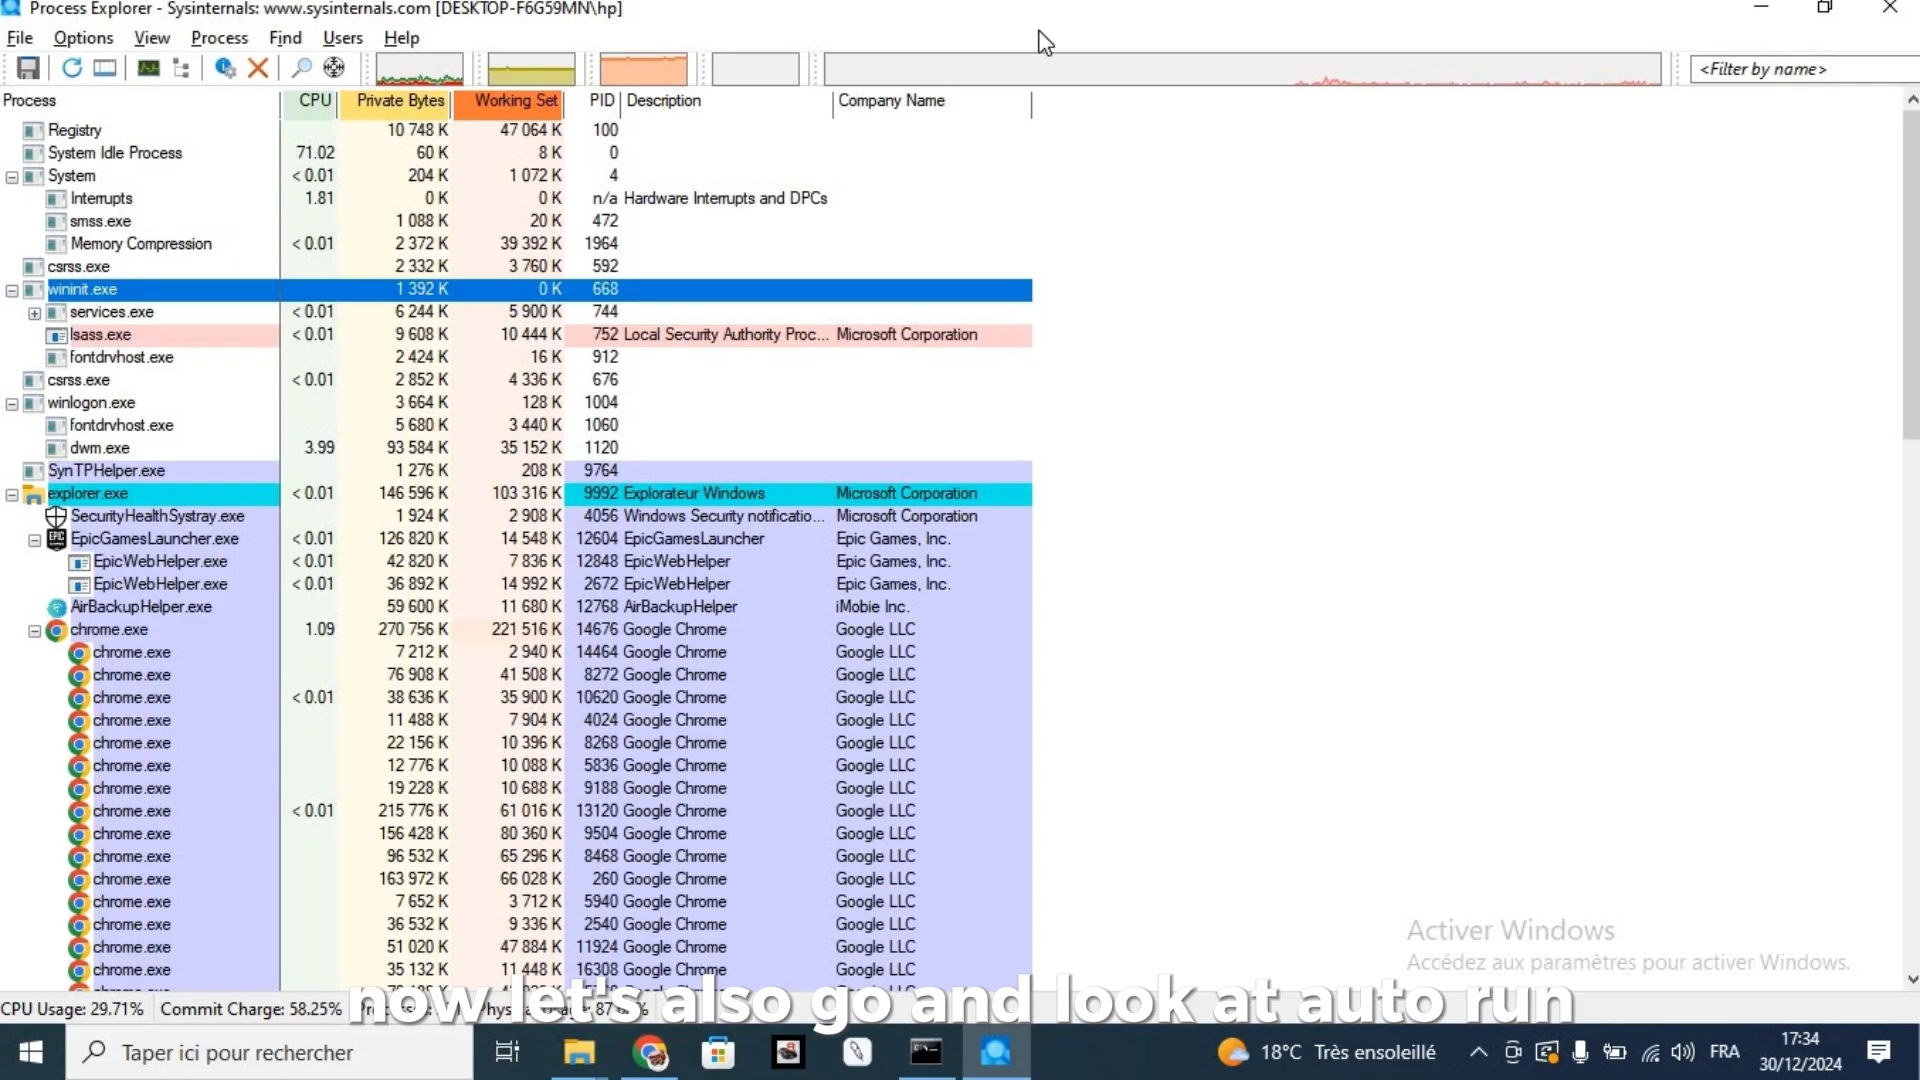 Process Explorer - Sysinternals: www.sysinternals.com [DESKTOP-F6G59MN\hp]
File Options View Process Find Users Help
<Filter by name>
Process CPU Private Bytes Working Set PID Description Company Name
Registry 10 748 K 47 064 K 100
System Idle Process 71.02 60 K 8 K 0
System < 0.01 204 K 1 072 K 4
Interrupts 1.81 0 K 0 K n/a Hardware Interrupts and DPCs
smss.exe 1 088 K 20 K 472
Memory Compression < 0.01 2 372 K 39 392 K 1964
csrss.exe 2 332 K 3 760 K 592
wininit.exe 1 392 K 0 K 668
services.exe < 0.01 6 244 K 5 900 K 744
lsass.exe < 0.01 9 608 K 10 444 K 752 Local Security Authority Proc... Microsoft Corporation
fontdrvhost.exe 2 424 K 16 K 912
csrss.exe < 0.01 2 852 K 4 336 K 676
winlogon.exe 3 664 K 128 K 1004
fontdrvhost.exe 5 680 K 3 440 K 1060
dwm.exe 3.99 93 584 K 35 152 K 1120
SynTPHelper.exe 1 276 K 208 K 9764
explorer.exe < 0.01 146 596 K 103 316 K 9992 Explorateur Windows Microsoft Corporation
SecurityHealthSystray.exe 1 924 K 2 908 K 4056 Windows Security notificatio... Microsoft Corporation
EpicGamesLauncher.exe < 0.01 126 820 K 14 548 K 12604 EpicGamesLauncher Epic Games, Inc.
EpicWebHelper.exe < 0.01 42 820 K 7 836 K 12848 EpicWebHelper Epic Games, Inc.
EpicWebHelper.exe < 0.01 36 892 K 14 992 K 2672 EpicWebHelper Epic Games, Inc.
AirBackupHelper.exe 59 600 K 11 680 K 12768 AirBackupHelper iMobie Inc.
chrome.exe 1.09 270 756 K 221 516 K 14676 Google Chrome Google LLC
chrome.exe 7 212 K 2 940 K 14464 Google Chrome Google LLC
chrome.exe 76 908 K 41 508 K 8272 Google Chrome Google LLC
chrome.exe < 0.01 38 636 K 35 900 K 10620 Google Chrome Google LLC
chrome.exe 11 488 K 7 904 K 4024 Google Chrome Google LLC
chrome.exe 22 156 K 10 396 K 8268 Google Chrome Google LLC
chrome.exe 12 776 K 10 088 K 5836 Google Chrome Google LLC
chrome.exe 19 228 K 10 688 K 9188 Google Chrome Google LLC
chrome.exe < 0.01 215 776 K 61 016 K 13120 Google Chrome Google LLC
chrome.exe 156 428 K 80 360 K 9504 Google Chrome Google LLC
chrome.exe 96 532 K 65 296 K 8468 Google Chrome Google LLC
chrome.exe 163 972 K 66 028 K 260 Google Chrome Google LLC
chrome.exe 7 652 K 3 712 K 5940 Google Chrome Google LLC
chrome.exe 36 532 K 9 336 K 2540 Google Chrome Google LLC
chrome.exe 51 020 K 47 884 K 11924 Google Chrome Google LLC
chrome.exe 35 132 K 11 448 K 16308 Google Chrome Google LLC
Activer Windows
Accédez aux paramètres pour activer Windows.
now let's also go and look at auto run
CPU Usage: 29.71% Commit Charge: 58.25%
Taper ici pour rechercher
18°C Très ensoleillé
FRA
17:34
30/12/2024